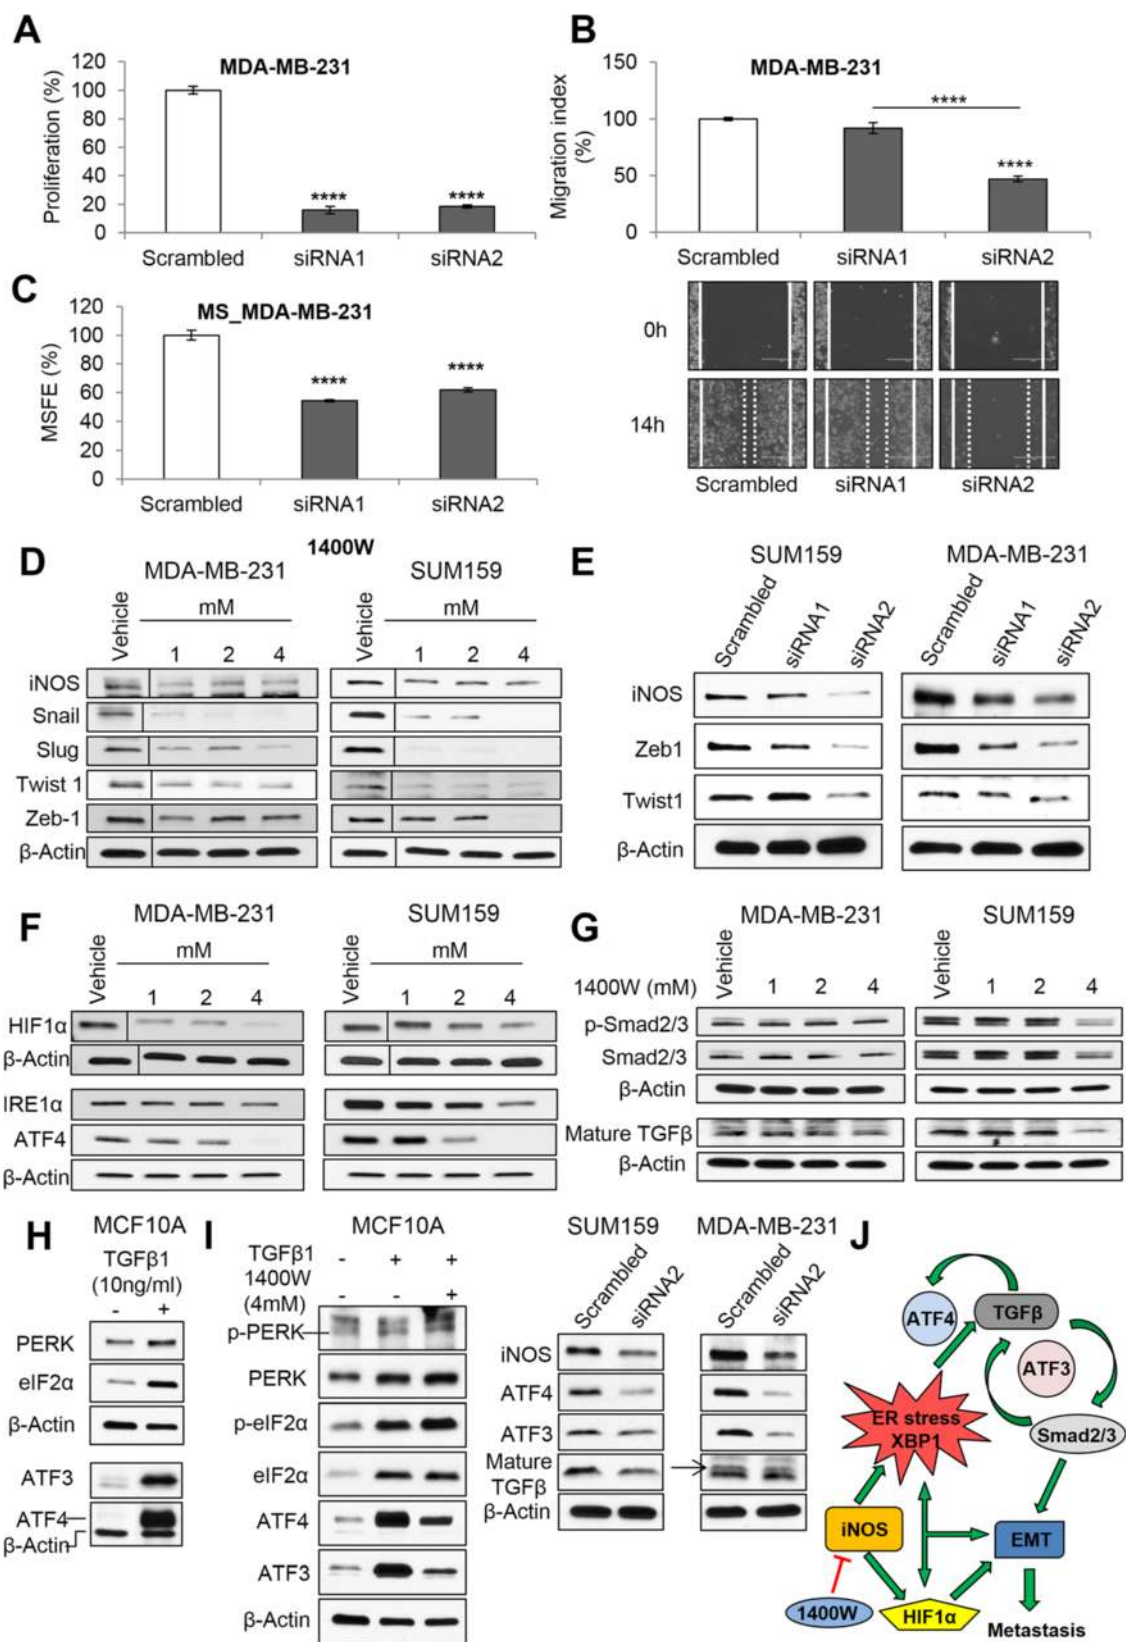 A
MDA-MB-231
Proliferation (%)
120
100
80
60
40
20
0
****
****
Scrambled siRNA1 siRNA2
B
MDA-MB-231
Migration index
(%)
150
100
50
0
****
****
Scrambled siRNA1 siRNA2
0h
14h
Scrambled siRNA1 siRNA2
C
MS_MDA-MB-231
MSFE (%)
120
100
80
60
40
20
0
****
****
Scrambled siRNA1 siRNA2
D
1400W
MDA-MB-231 SUM159
Vehicle mM Vehicle mM
1 2 4 1 2 4
iNOS
Snail
Slug
Twist 1
Zeb-1
β-Actin
E
SUM159 MDA-MB-231
Scrambled siRNA1 siRNA2 Scrambled siRNA1 siRNA2
iNOS
Zeb1
Twist1
β-Actin
F
MDA-MB-231 SUM159
Vehicle mM Vehicle mM
1 2 4 1 2 4
HIF1α
β-Actin
IRE1α
ATF4
β-Actin
G
MDA-MB-231 SUM159
Vehicle Vehicle
1400W (mM) 1 2 4 1 2 4
p-Smad2/3
Smad2/3
β-Actin
Mature TGFβ
β-Actin
H
MCF10A
TGFβ1
(10ng/ml)
- +
PERK
eIF2α
β-Actin
ATF3
ATF4
β-Actin
I
MCF10A
TGFβ1 - + +
1400W
(4mM) - - +
p-PERK
PERK
p-eIF2α
eIF2α
ATF4
ATF3
β-Actin
SUM159 MDA-MB-231
Scrambled siRNA2 Scrambled siRNA2
iNOS
ATF4
ATF3
Mature
TGFβ
β-Actin
J
ATF4
TGFβ
ATF3
ER stress
XBP1
Smad2/3
iNOS
EMT
1400W
HIF1α
Metastasis